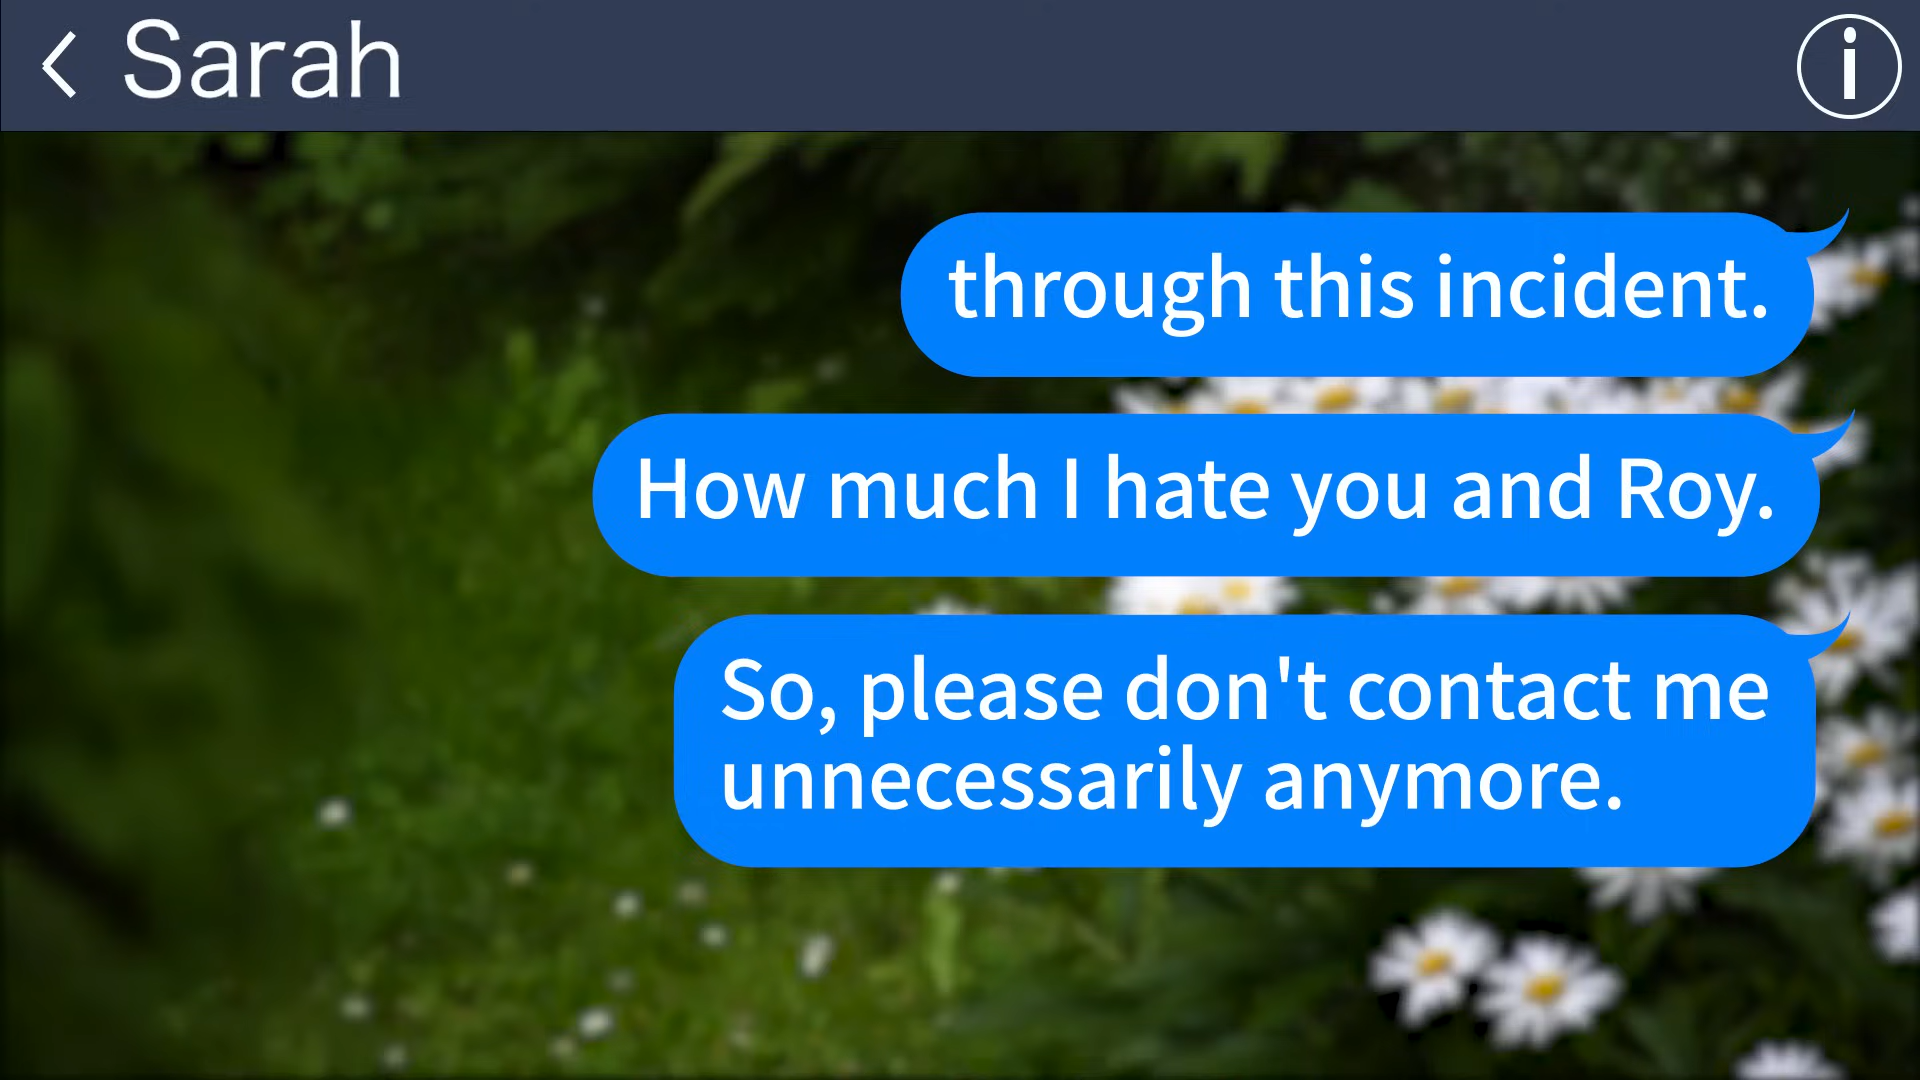 Sarah
through this incident.
How much I hate you and Roy.
So, please don't contact me
unnecessarily anymore.